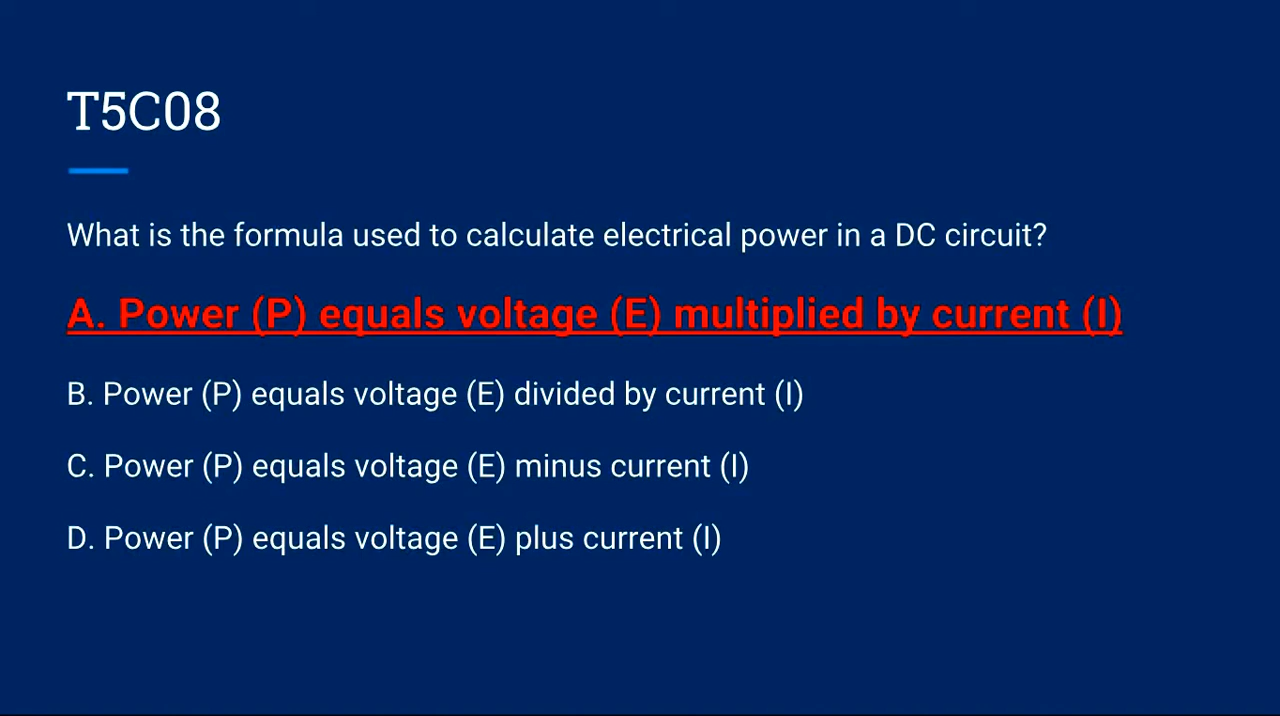 T5C08
What is the formula used to calculate electrical power in a DC circuit?
A. Power (P) equals voltage (E) multiplied by current (I)
B. Power (P) equals voltage (E) divided by current (I)
C. Power (P) equals voltage (E) minus current (I)
D. Power (P) equals voltage (E) plus current (I)